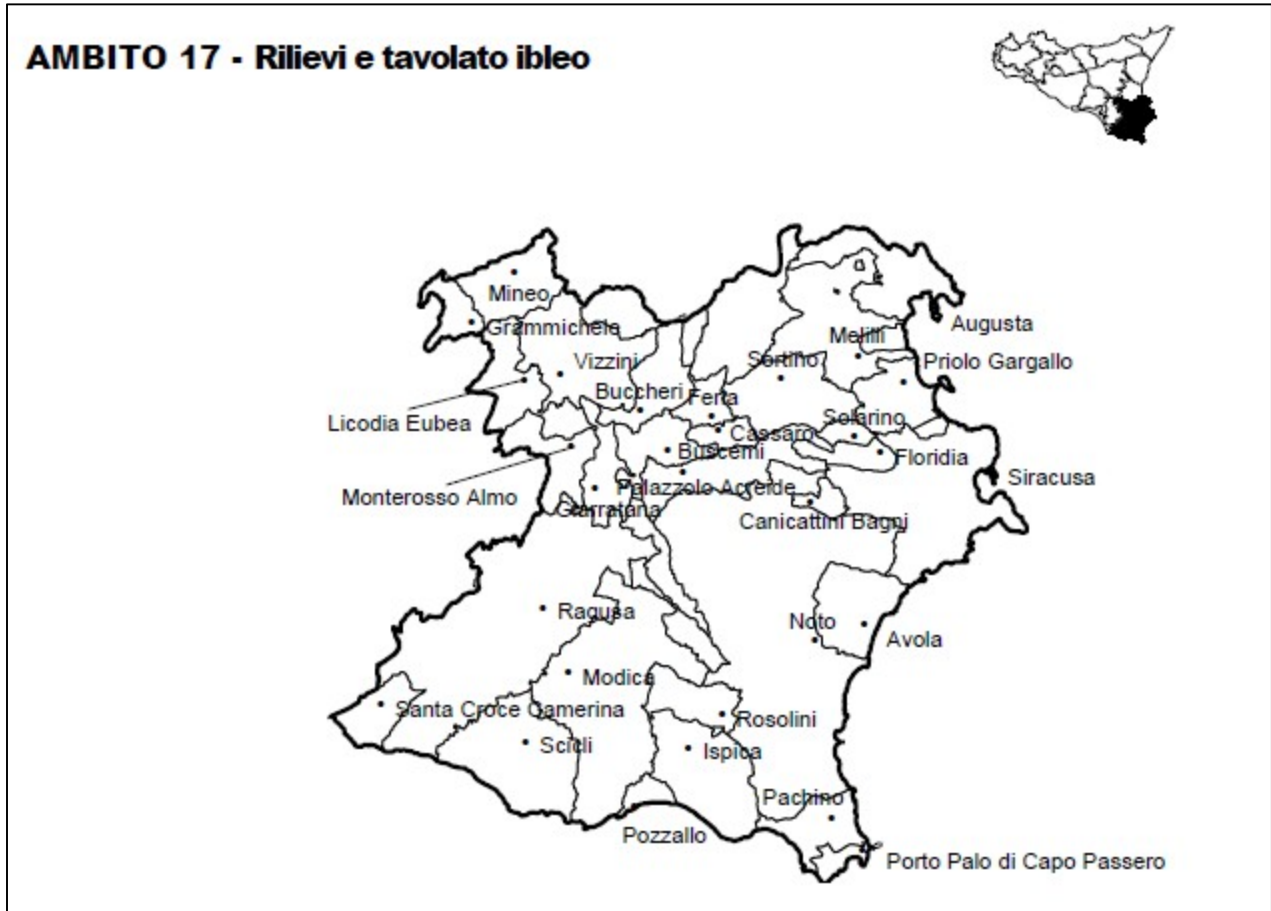 AMBITO 17 - Rilievi e tavolato ibleo
Mineo
Grammichele
Augusta
Melilli
Vizzini
Sortino
Priolo Gargallo
Buccheri
Ferla
Licodia Eubea
Solarino
Cassaro
Buscemi
Floridia
Siracusa
Monterosso Almo
Palazzolo Acreide
Giarratana
Canicattini Bagni
Ragusa
Noto
Avola
Modica
Santa Croce Camerina
Rosolini
Scicli
Ispica
Pachino
Pozzallo
Porto Palo di Capo Passero